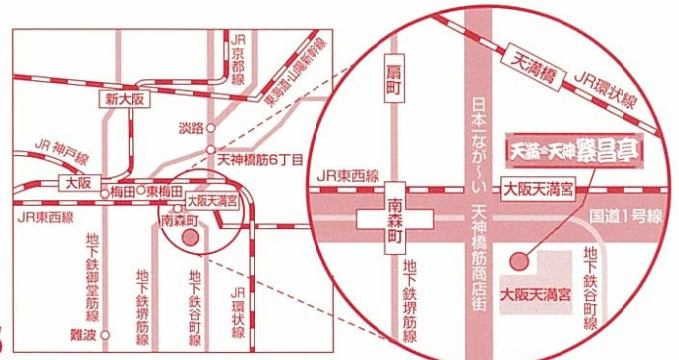 JR京都線
東海道・山陽新幹線
新大阪
淡路
天神橋筋6丁目
JR神戸線
大阪
梅田
東梅田
大阪天満宮
JR東西線
南森町
地下鉄御堂筋線
地下鉄堺筋線
地下鉄谷町線
JR環状線
難波
扇町
日本一なが〜い 天神橋筋商店街
天満橋
JR環状線
天満天神繁昌亭
JR東西線
大阪天満宮
南森町
国道1号線
地下鉄堺筋線
大阪天満宮
地下鉄谷町線